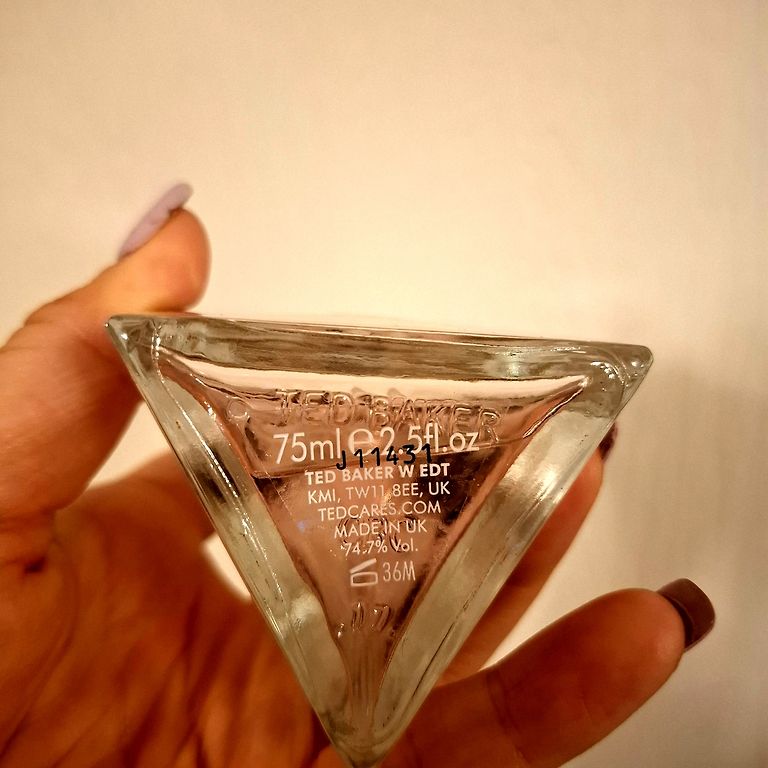 TED BAKER
75ml ℮ 2.5fl.oz
J11431
TED BAKER W EDT
KMI, TW11 8EE, UK
TEDCARES.COM
MADE IN UK
74.7% Vol.
36M